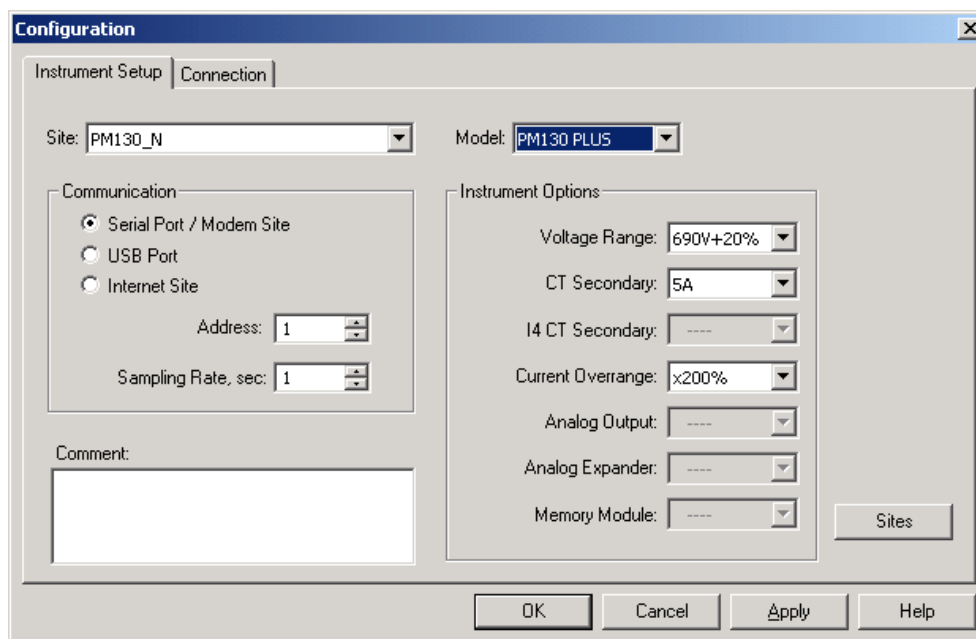 Configuration
Instrument Setup
Connection
Site: PM130_N
Model: PM130 PLUS
Communication
Serial Port / Modem Site
USB Port
Internet Site
Address: 1
Sampling Rate, sec: 1
Comment:
Instrument Options
Voltage Range: 690V+20%
CT Secondary: 5A
I4 CT Secondary: ----
Current Overrange: x200%
Analog Output: ----
Analog Expander: ----
Memory Module: ----
Sites
OK
Cancel
Apply
Help